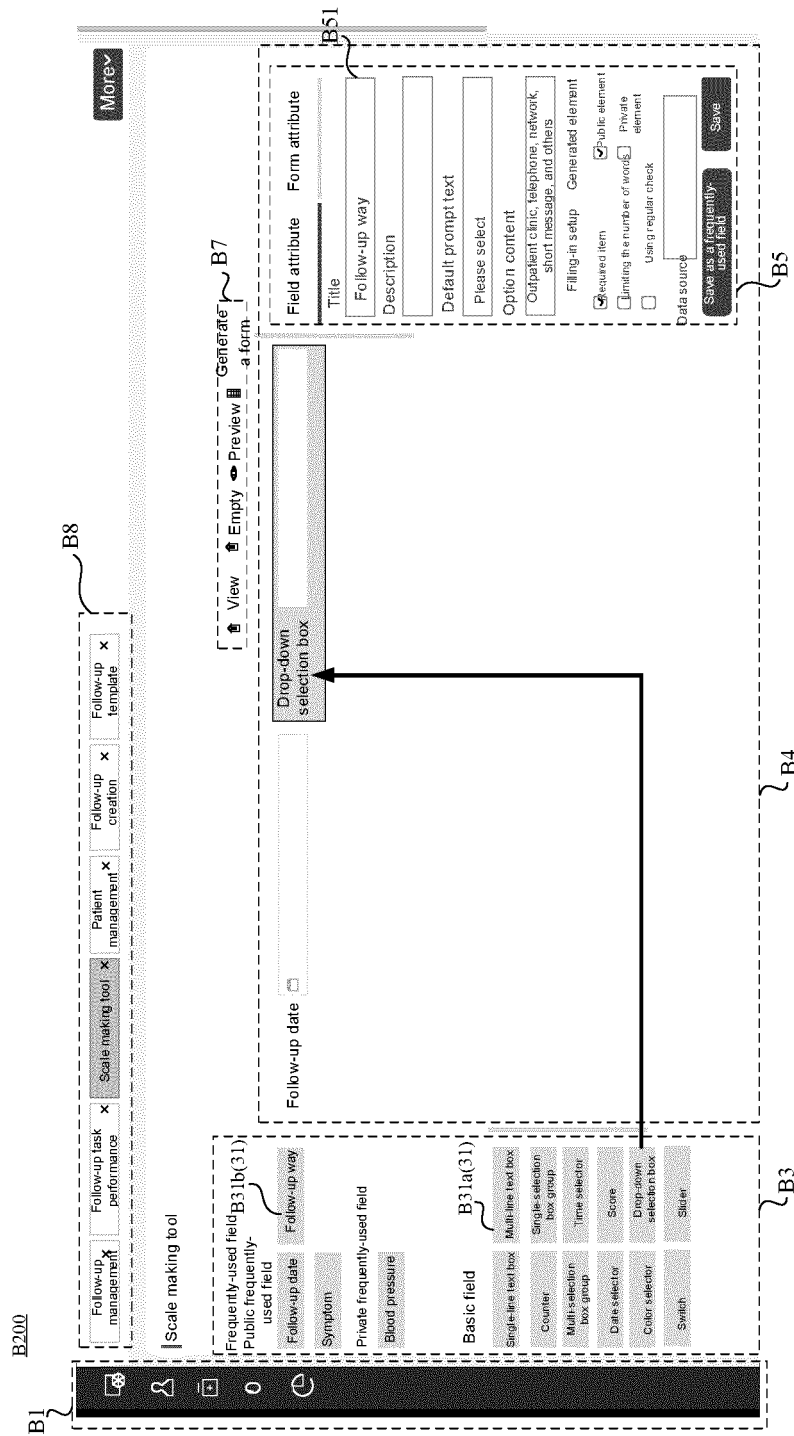 B200
B1
B8
Follow-up
management
Follow-up task
performance
Scale making tool
Patient
management
Follow-up
creation
Follow-up
template
More
Scale making tool
B7
View
Empty
Preview
Generate
a form
B31b(31)
Frequently-used field
Public frequently-
used field
Follow-up date
Follow-up way
Symptom
Private frequently-used field
Blood pressure
B31a(31)
Basic field
Single-line text box
Multi-line text box
Counter
Single-selection
box group
Multi-selection
box group
Time selector
Date selector
Score
Color selector
Drop-down
selection box
Switch
Slider
B3
Follow-up date
Drop-down
selection box
B4
B51
Field attribute
Form attribute
Title
Follow-up way
Description
Default prompt text
Please select
Option content
Outpatient clinic, telephone, network,
short message, and others
Filling-in setup
Generated element
Required item
Public element
Limiting the number of words
Private
element
Using regular check
Data source
Save as a frequently-
used field
Save
B5